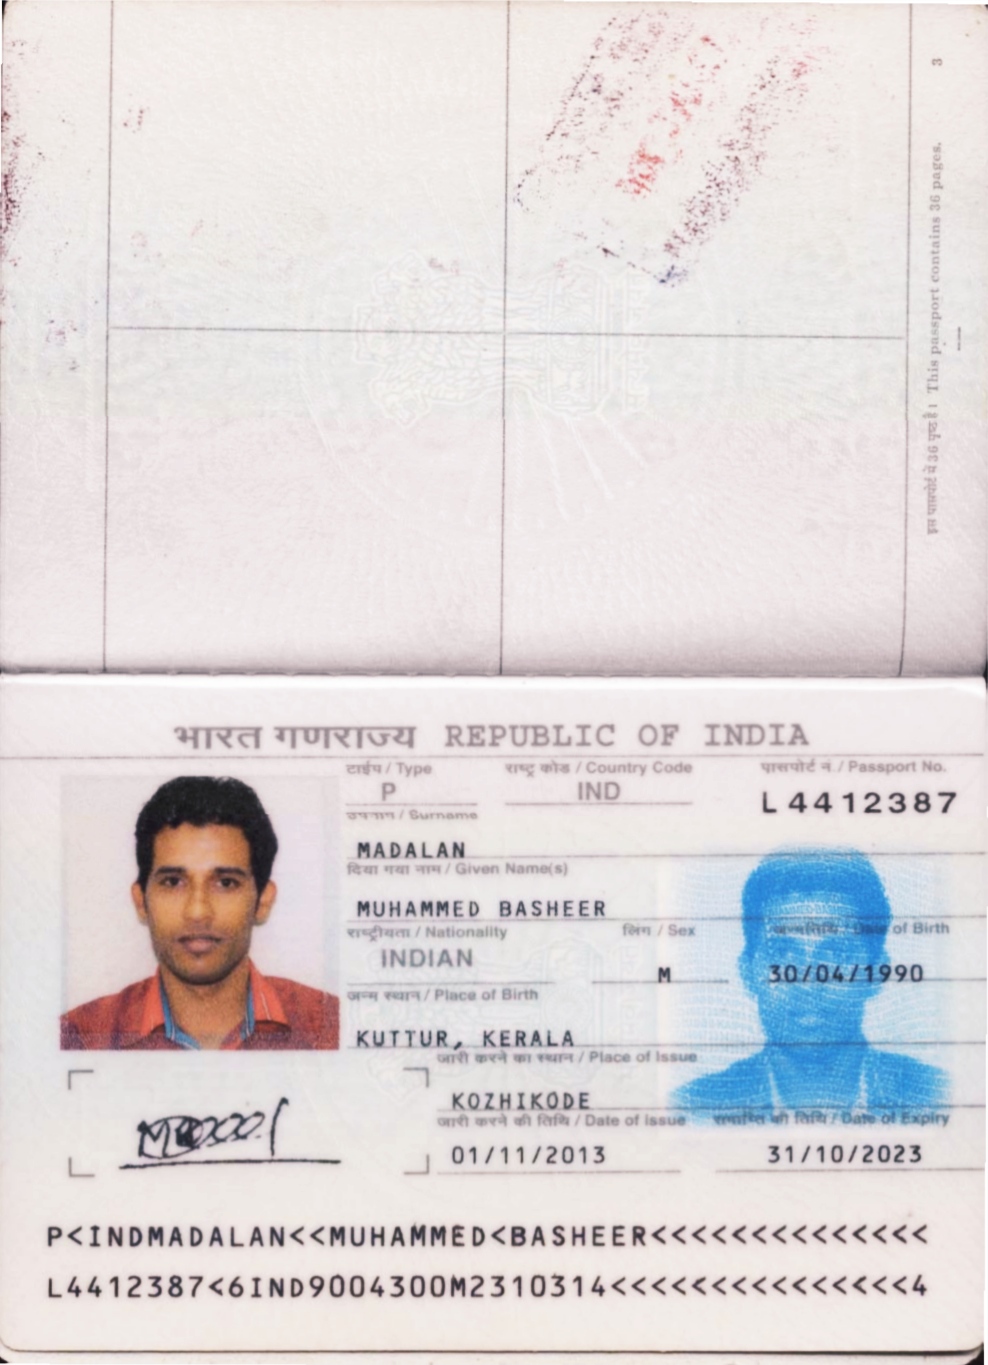 3
इस पासपोर्ट में 36 पृष्ठ हैं। This passport contains 36 pages.
भारत गणराज्य REPUBLIC OF INDIA
टाईप / Type राष्ट्र कोड / Country Code पासपोर्ट नं. / Passport No.
P IND L4412387
उपनाम / Surname
MADALAN
दिया गया नाम / Given Name(s)
MUHAMMED BASHEER
राष्ट्रीयता / Nationality लिंग / Sex जन्मतिथि / Date of Birth
INDIAN M 30/04/1990
जन्म स्थान / Place of Birth
KUTTUR, KERALA
जारी करने का स्थान / Place of Issue
KOZHIKODE
जारी करने की तिथि / Date of Issue समाप्ति की तिथि / Date of Expiry
01/11/2013 31/10/2023
P<INDMADALAN<<MUHAMMED<BASHEER<<<<<<<<<<<<<<
L4412387<6IND9004300M2310314<<<<<<<<<<<<<<<4